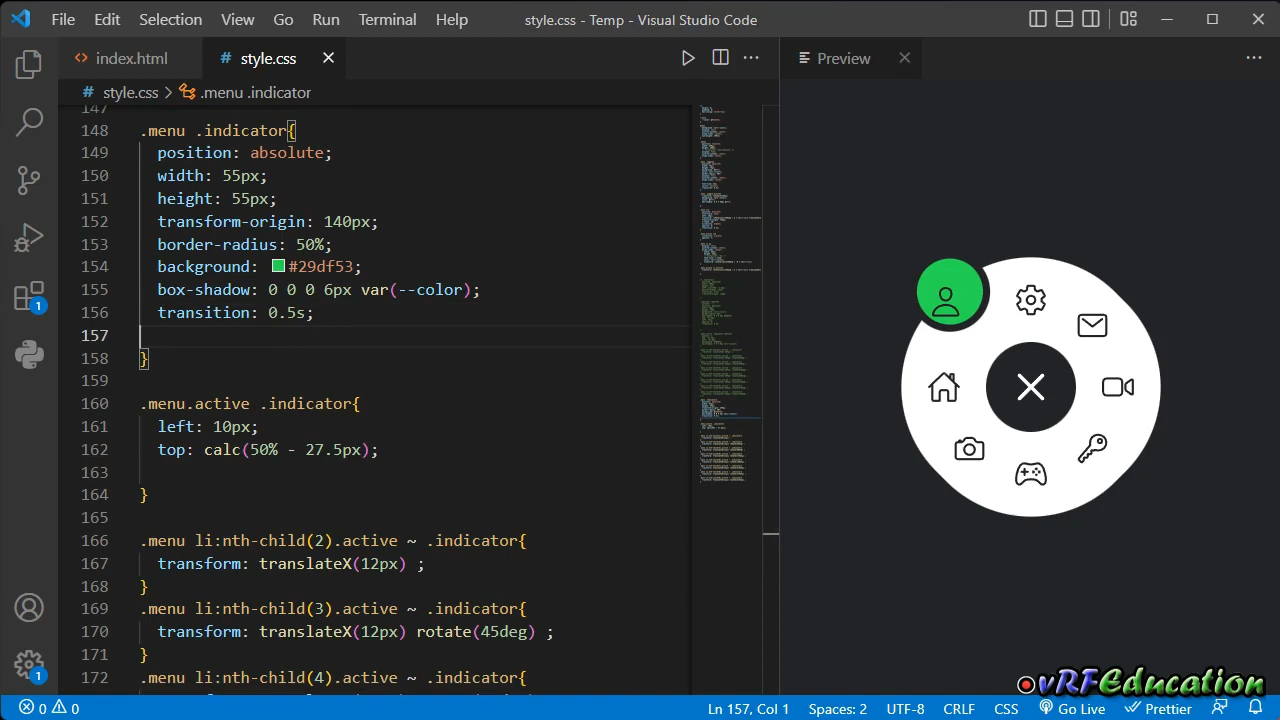 File Edit Selection View Go Run Terminal Help style.css - Temp - Visual Studio Code
index.html # style.css Preview
# style.css > .menu .indicator
147
148 .menu .indicator{
149 position: absolute;
150 width: 55px;
151 height: 55px;
152 transform-origin: 140px;
153 border-radius: 50%;
154 background: #29df53;
155 box-shadow: 0 0 0 6px var(--color);
156 transition: 0.5s;
157
158 }
159
160 .menu.active .indicator{
161 left: 10px;
162 top: calc(50% - 27.5px);
163
164 }
165
166 .menu li:nth-child(2).active ~ .indicator{
167 transform: translateX(12px) ;
168 }
169 .menu li:nth-child(3).active ~ .indicator{
170 transform: translateX(12px) rotate(45deg) ;
171 }
172 .menu li:nth-child(4).active ~ .indicator{
1
1
vRFEducation
0 0 Ln 157, Col 1 Spaces: 2 UTF-8 CRLF CSS Go Live Prettier